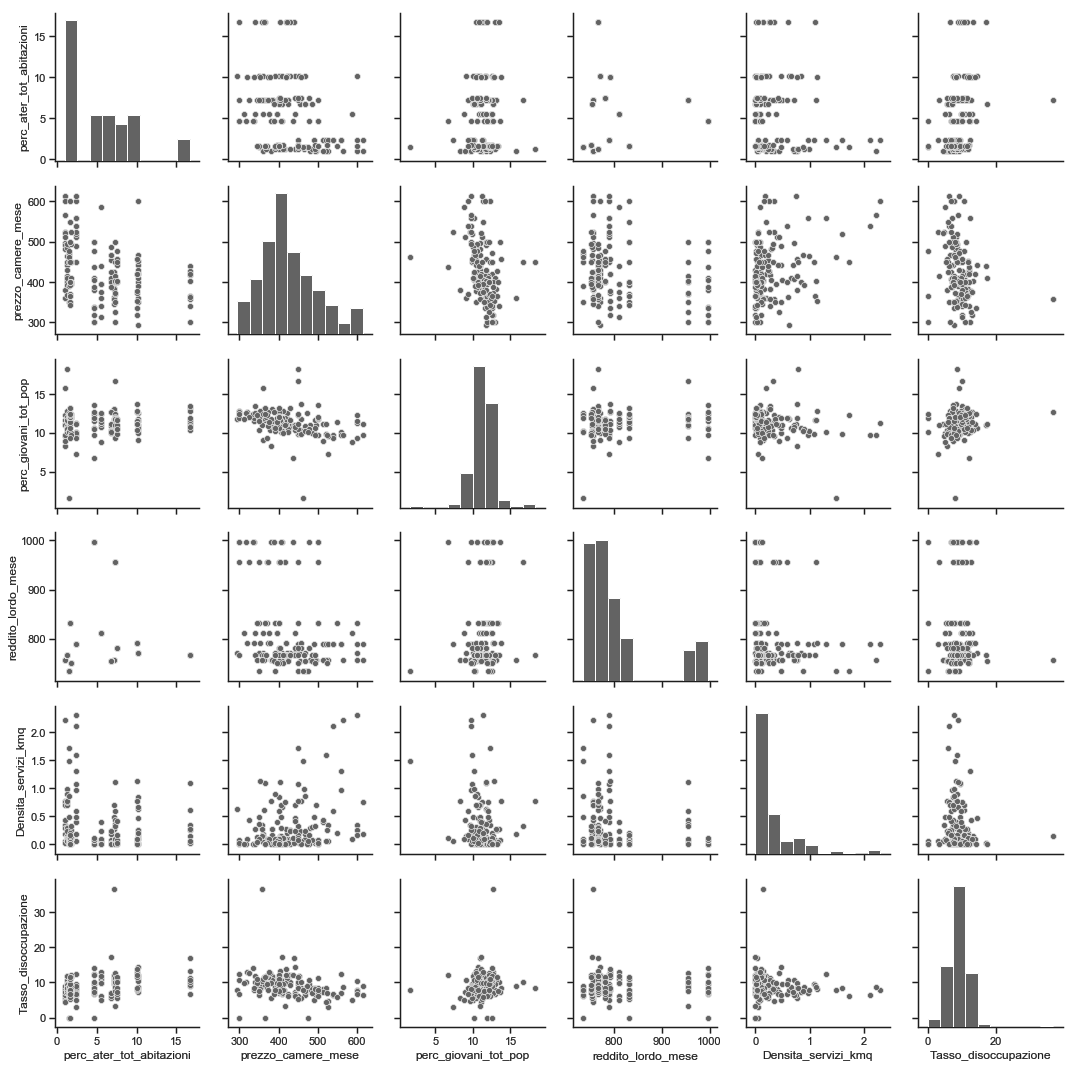 perc_ater_tot_abitazioni
15
10
5
0
prezzo_camere_mese
600
500
400
300
perc_giovani_tot_pop
15
10
5
reddito_lordo_mese
1000
900
800
Densita_servizi_kmq
2.0
1.5
1.0
0.5
0.0
Tasso_disoccupazione
30
20
10
0
0 5 10 15
300 400 500 600
5 10 15
800 900 1000
0 1 2
0 20
perc_ater_tot_abitazioni
prezzo_camere_mese
perc_giovani_tot_pop
reddito_lordo_mese
Densita_servizi_kmq
Tasso_disoccupazione